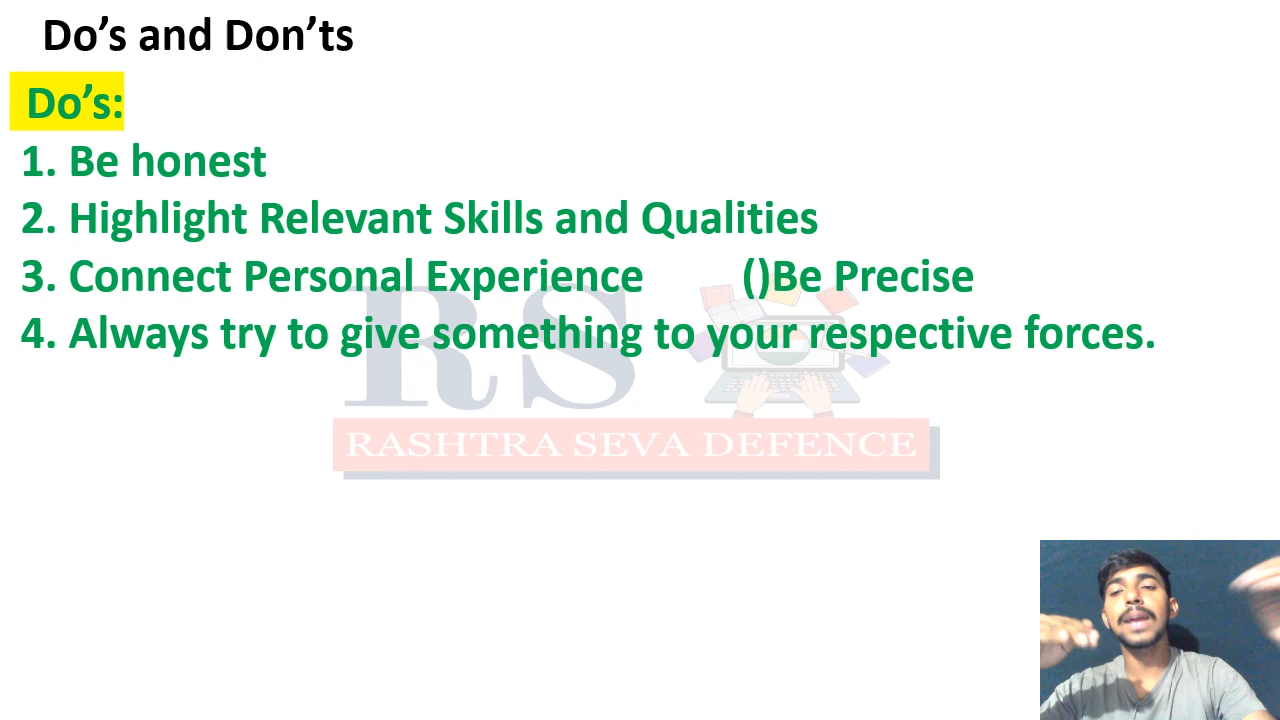 Do’s and Don’ts
Do’s:
1. Be honest
2. Highlight Relevant Skills and Qualities
3. Connect Personal Experience ()Be Precise
4. Always try to give something to your respective forces.
RS
RASHTRA SEVA DEFENCE